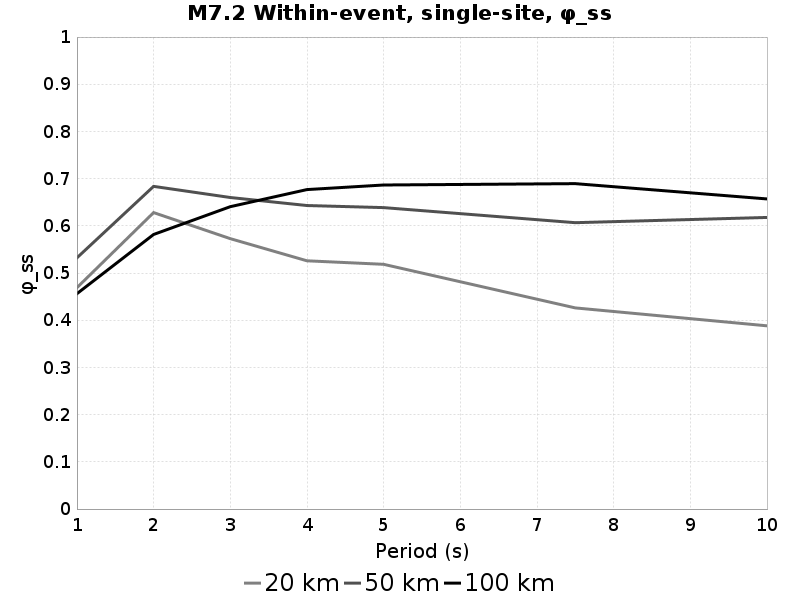 M7.2 Within-event, single-site, φ_ss
1
0.9
0.8
0.7
0.6
0.5
0.4
0.3
0.2
0.1
0
φ_ss
1 2 3 4 5 6 7 8 9 10
Period (s)
20 km 50 km 100 km